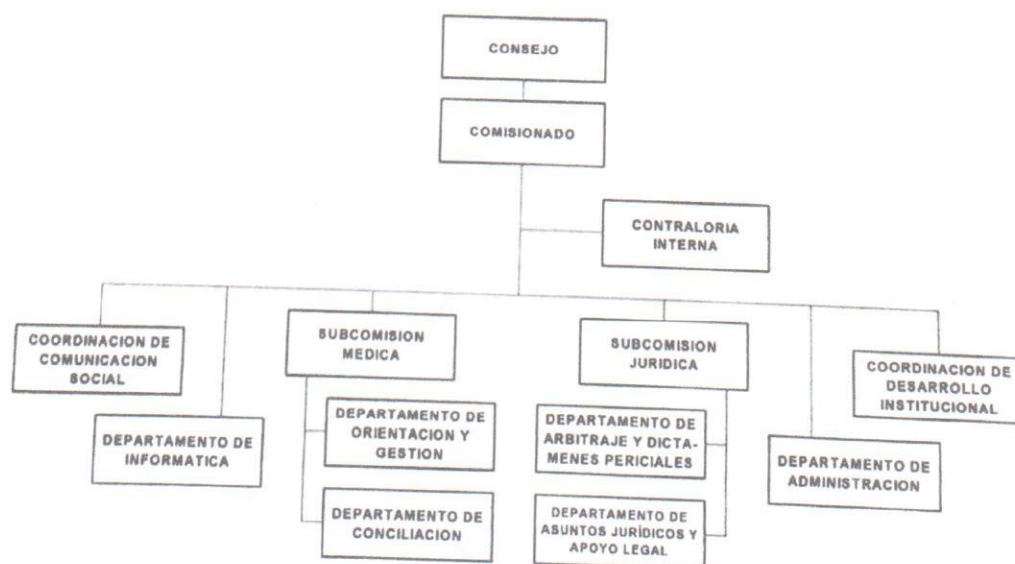 CONSEJO
COMISIONADO
CONTRALORIA
INTERNA
COORDINACION DE
COMUNICACION
SOCIAL
SUBCOMISION
MEDICA
SUBCOMISION
JURIDICA
COORDINACION DE
DESARROLLO
INSTITUCIONAL
DEPARTAMENTO DE
INFORMATICA
DEPARTAMENTO DE
ORIENTACION Y
GESTION
DEPARTAMENTO DE
ARBITRAJE Y DICTA-
MENES PERICIALES
DEPARTAMENTO DE
ADMINISTRACION
DEPARTAMENTO DE
CONCILIACION
DEPARTAMENTO DE
ASUNTOS JURÍDICOS Y
APOYO LEGAL